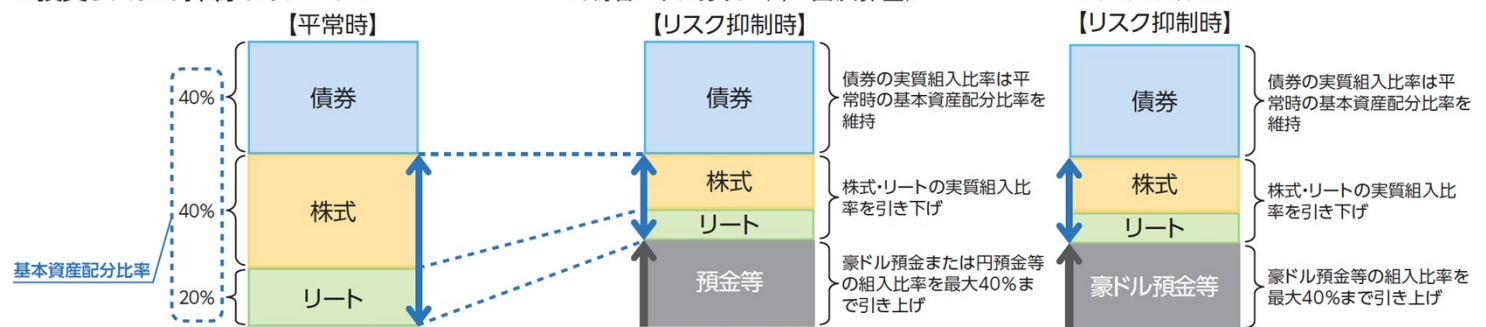 【平常時】
40%
債券
40%
株式
20%
リート
基本資産配分比率
【リスク抑制時】
債券
債券の実質組入比率は平
常時の基本資産配分比率を
維持
株式
リート
株式・リートの実質組入比
率を引き下げ
預金等
豪ドル預金または円預金等
の組入比率を最大40%ま
で引き上げ
【リスク抑制時】
債券
債券の実質組入比率は平
常時の基本資産配分比率を
維持
株式
リート
株式・リートの実質組入比
率を引き下げ
豪ドル預金等
豪ドル預金等の組入比率を
最大40%まで引き上げ